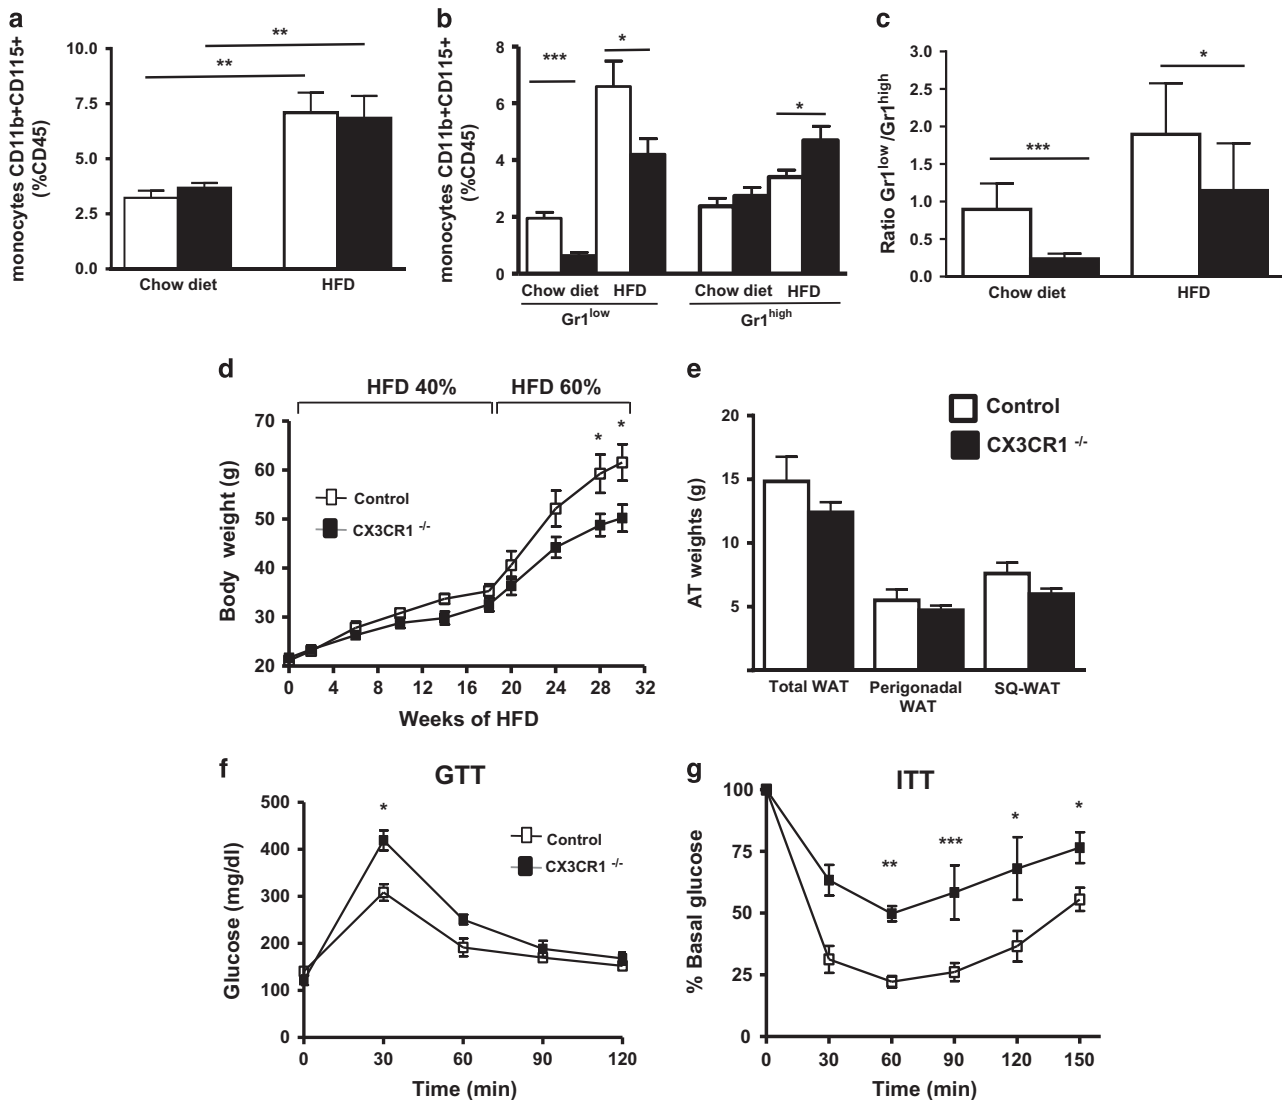 a
monocytes CD11b+CD115+
(%CD45)
10.0
7.5
5.0
2.5
0.0
**
**
Chow diet HFD
b
monocytes CD11b+CD115+
(%CD45)
8
6
4
2
0
***
*
*
Chow diet HFD Chow diet HFD
Gr1low Gr1high
c
Ratio Gr1low/Gr1high
3.0
2.5
2.0
1.5
1.0
0.5
0.0
***
*
Chow diet HFD
d
HFD 40% HFD 60%
Body weight (g)
70
60
50
40
30
20
* *
Control
CX3CR1 -/-
0 4 8 12 16 20 24 28 32
Weeks of HFD
e
AT weights (g)
20
15
10
5
Control
CX3CR1 -/-
Total WAT Perigonadal WAT SQ-WAT
f
GTT
Glucose (mg/dl)
500
400
300
200
100
0
*
Control
CX3CR1 -/-
0 30 60 90 120
Time (min)
g
ITT
% Basal glucose
100
75
50
25
0
** *** * *
0 30 60 90 120 150
Time (min)